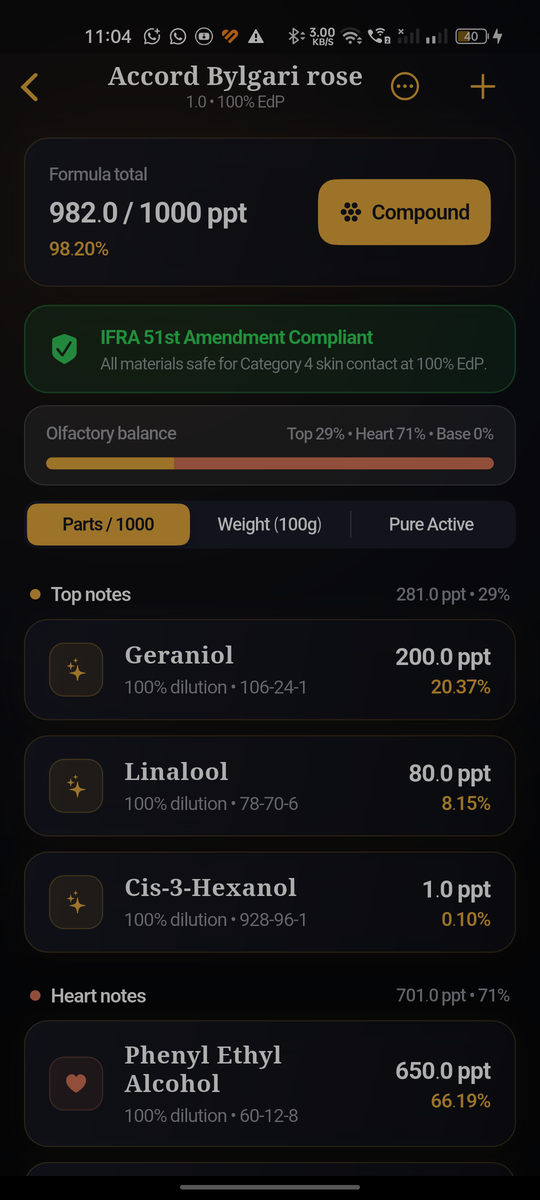 11:04 3.00 KB/S 40
Accord Bylgari rose
1.0 • 100% EdP
Formula total
982.0 / 1000 ppt
98.20%
Compound
IFRA 51st Amendment Compliant
All materials safe for Category 4 skin contact at 100% EdP.
Olfactory balance Top 29% • Heart 71% • Base 0%
Parts / 1000 Weight (100g) Pure Active
Top notes 281.0 ppt • 29%
Geraniol 200.0 ppt
100% dilution • 106-24-1 20.37%
Linalool 80.0 ppt
100% dilution • 78-70-6 8.15%
Cis-3-Hexanol 1.0 ppt
100% dilution • 928-96-1 0.10%
Heart notes 701.0 ppt • 71%
Phenyl Ethyl
Alcohol 650.0 ppt
100% dilution • 60-12-8 66.19%